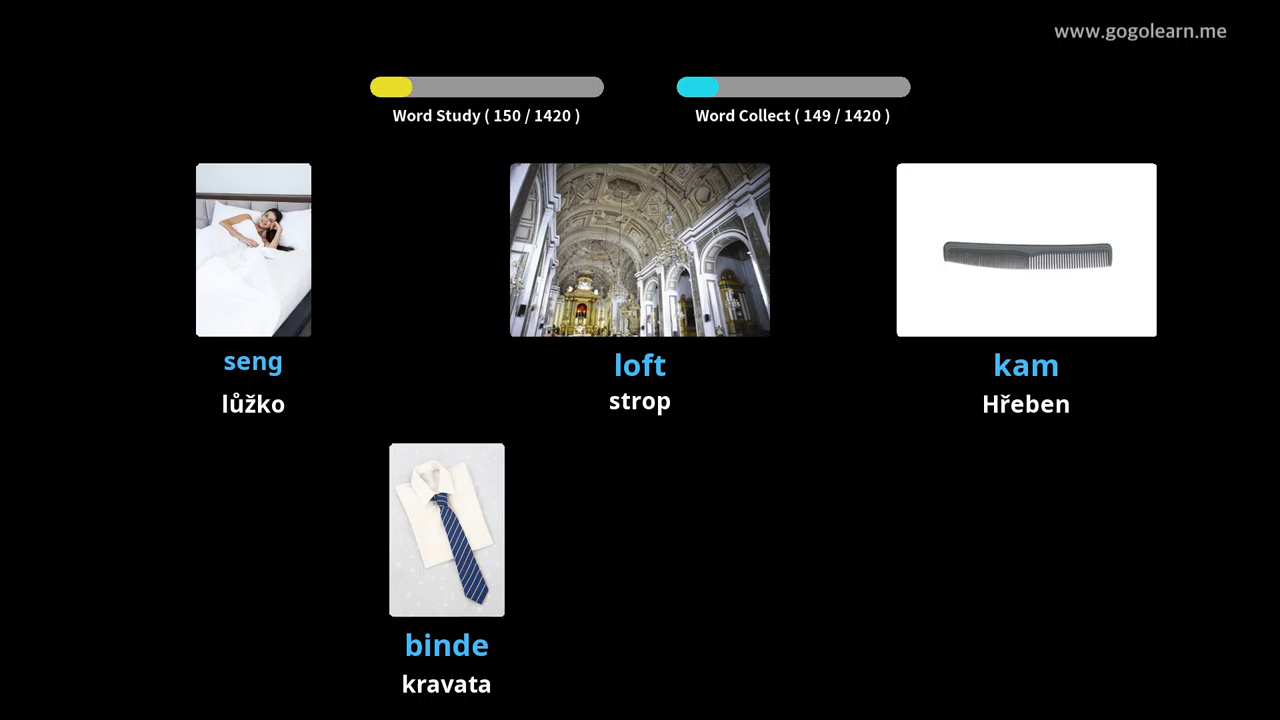 www.gogolearn.me
Word Study ( 150 / 1420 )
Word Collect ( 149 / 1420 )
seng
lůžko
loft
strop
kam
Hřeben
binde
kravata